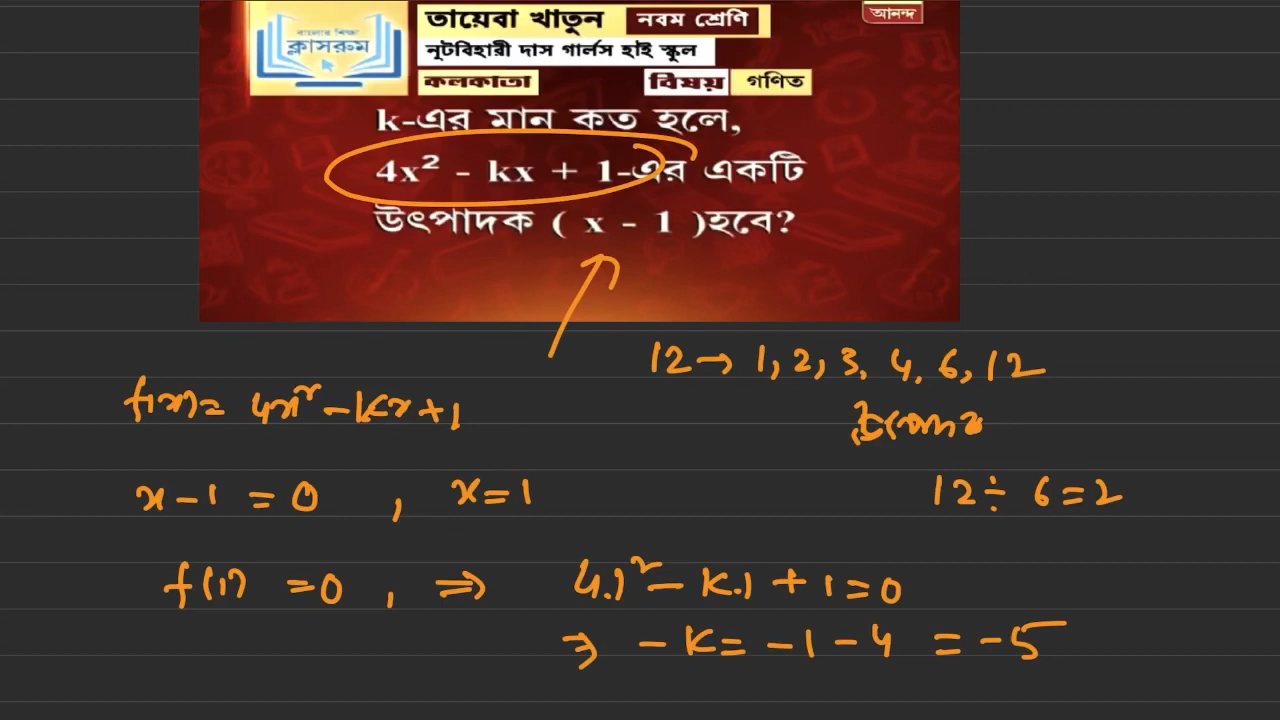 বাংলার শিক্ষা
ক্লাসরুম
তায়েবা খাতুন নবম শ্রেণি
নূটবিহারী দাস গার্লস হাই স্কুল
কলকাতা বিষয় গণিত
আনন্দ
k-এর মান কত হলে,
4x² - kx + 1-এর একটি
উৎপাদক ( x - 1 )হবে?
12 → 1, 2, 3, 4, 6, 12
f(x) = 4x² - kx + 1
x - 1 = 0 , x = 1
12 ÷ 6 = 2
f(1) = 0 , ⇒ 4.1² - k.1 + 1 = 0
⇒ - k = - 1 - 4 = - 5